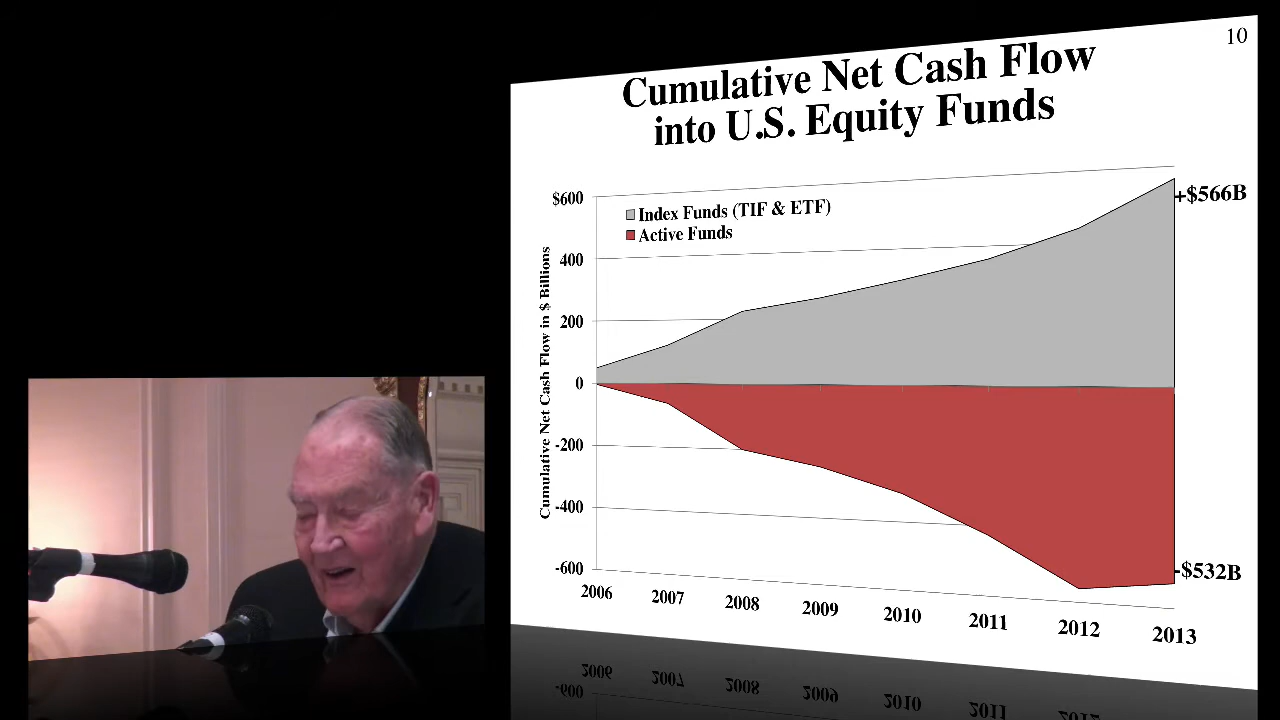 10
Cumulative Net Cash Flow
into U.S. Equity Funds
Cumulative Net Cash Flow in $ Billions
$600
400
200
0
-200
-400
-600
Index Funds (TIF & ETF)
Active Funds
+$566B
-$532B
2006 2007 2008 2009 2010 2011 2012 2013